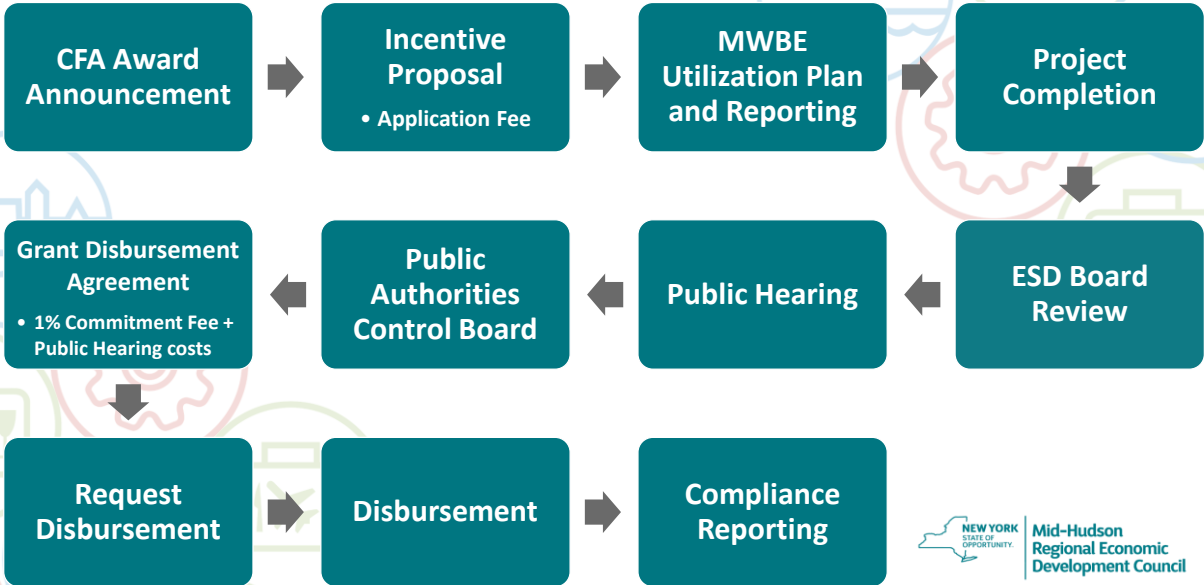 CFA Award
Announcement
Incentive
Proposal
• Application Fee
MWBE
Utilization Plan
and Reporting
Project
Completion
ESD Board
Review
Public Hearing
Public
Authorities
Control Board
Grant Disbursement
Agreement
• 1% Commitment Fee +
Public Hearing costs
Request
Disbursement
Disbursement
Compliance
Reporting
NEW YORK
STATE OF
OPPORTUNITY.
Mid-Hudson
Regional Economic
Development Council